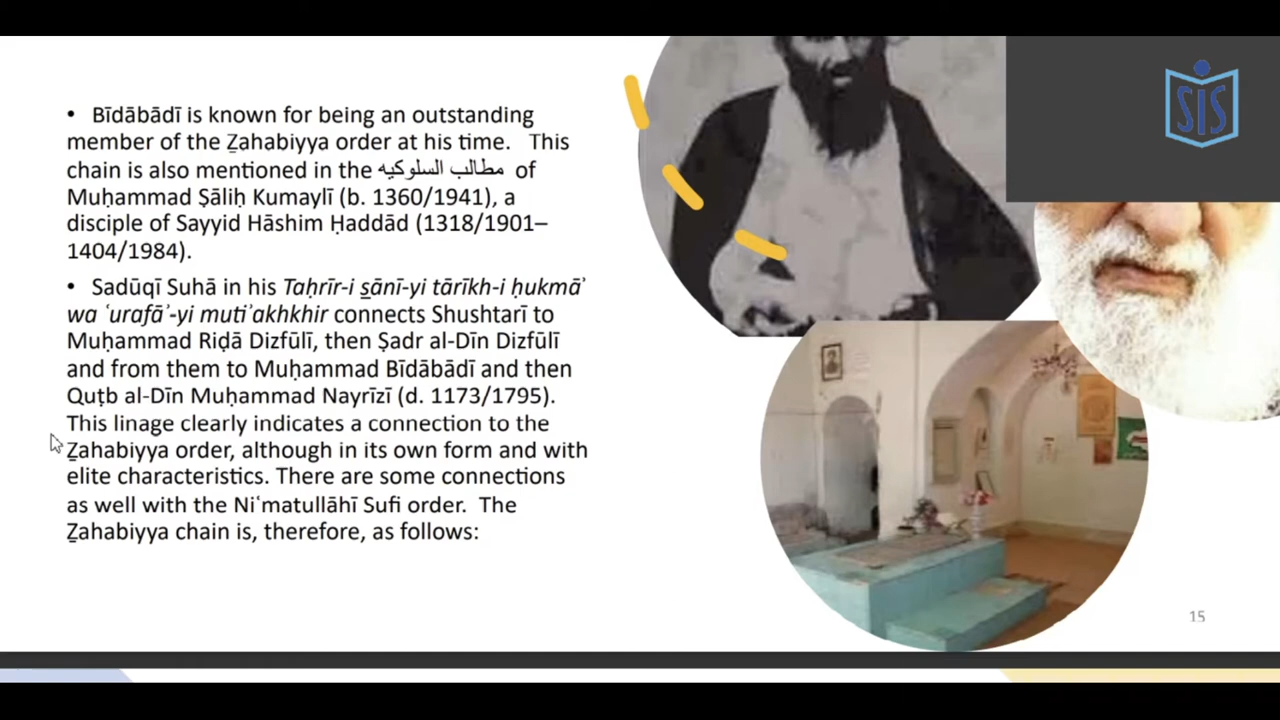 • Bīdābādī is known for being an outstanding
member of the Ẕahabiyya order at his time. This
chain is also mentioned in the مطالب السلوكيه of
Muḥammad Ṣāliḥ Kumaylī (b. 1360/1941), a
disciple of Sayyid Hāshim Ḥaddād (1318/1901–
1404/1984).
• Sadūqī Suhā in his Taḥrīr-i s̱ānī-yi tārīkh-i ḥukmāʾ
wa ʿurafāʾ-yi mutiʾakhkhir connects Shushtarī to
Muḥammad Riḍā Dizfūlī, then Ṣadr al-Dīn Dizfūlī
and from them to Muḥammad Bīdābādī and then
Quṭb al-Dīn Muḥammad Nayrīzī (d. 1173/1795).
This linage clearly indicates a connection to the
Ẕahabiyya order, although in its own form and with
elite characteristics. There are some connections
as well with the Niʿmatullāhī Sufi order. The
Ẕahabiyya chain is, therefore, as follows:
SIS
15